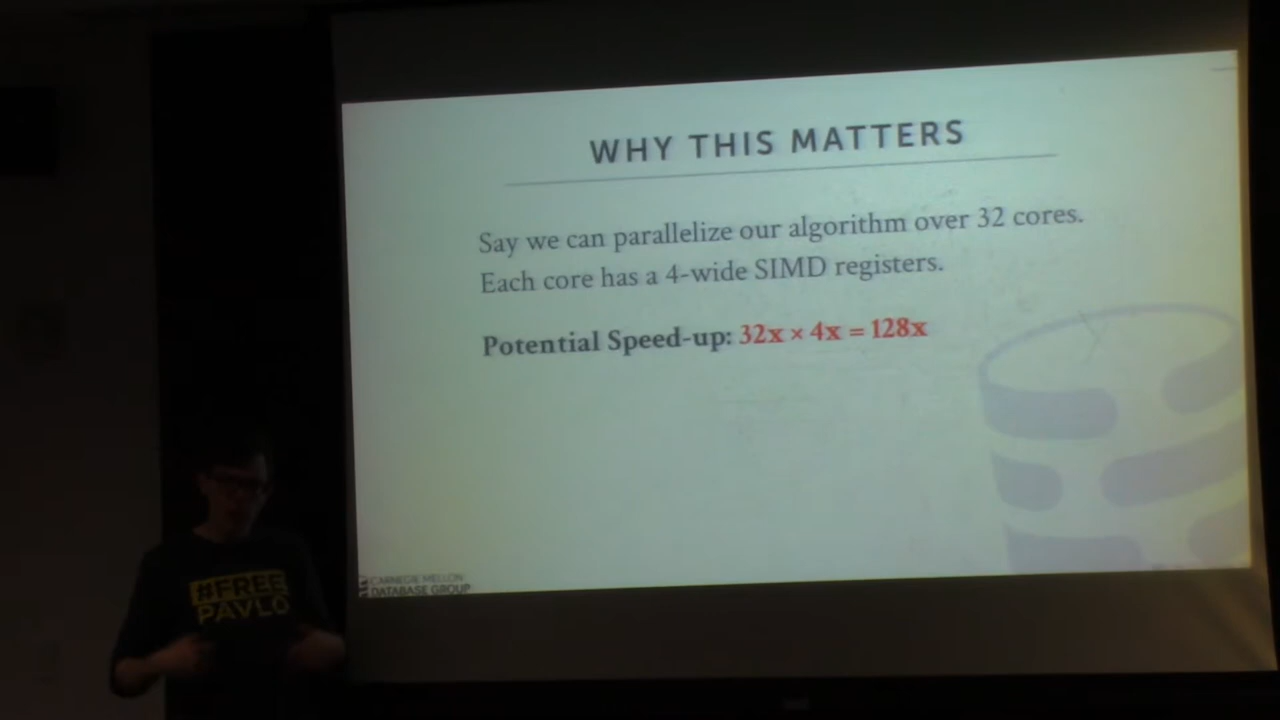 WHY THIS MATTERS
Say we can parallelize our algorithm over 32 cores.
Each core has a 4-wide SIMD registers.
Potential Speed-up: 32x × 4x = 128x
CARNEGIE MELLON
DATABASE GROUP
#FREE
PAVLO